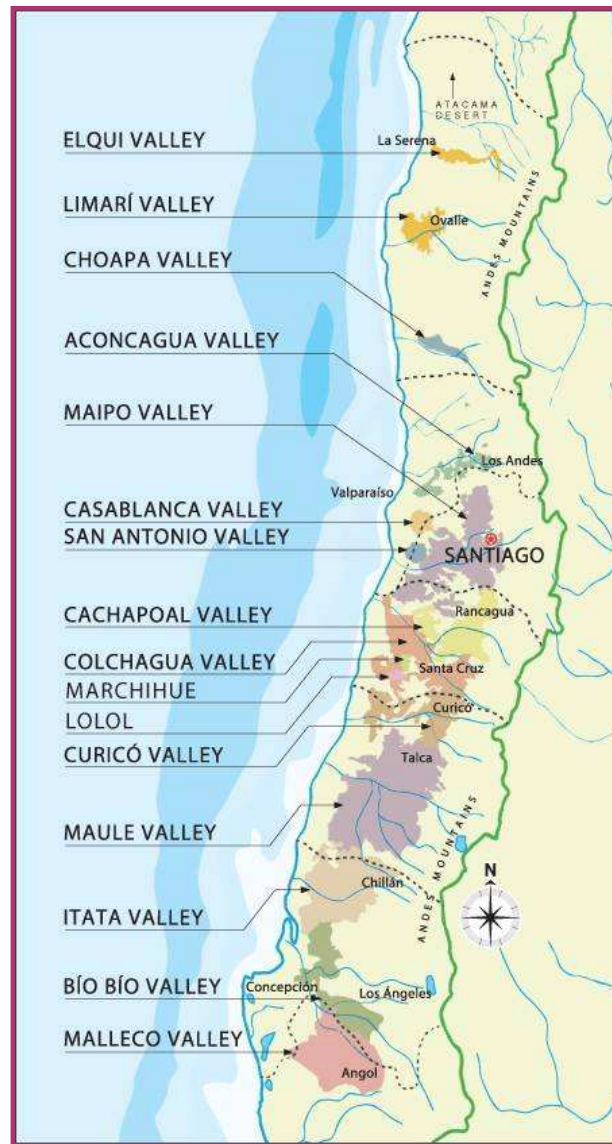 ATACAMA
DESERT
La Serena
ELQUI VALLEY
LIMARÍ VALLEY
Ovalle
ANDES MOUNTAINS
CHOAPA VALLEY
ACONCAGUA VALLEY
MAIPO VALLEY
Los Andes
Valparaíso
CASABLANCA VALLEY
SAN ANTONIO VALLEY
SANTIAGO
CACHAPOAL VALLEY
Rancagua
COLCHAGUA VALLEY
Santa Cruz
MARCHIHUE
LOLOL
Curicó
CURICÓ VALLEY
Talca
MAULE VALLEY
ANDES MOUNTAINS
N
Chillán
ITATA VALLEY
BÍO BÍO VALLEY
Concepción
Los Ángeles
MALLECO VALLEY
Angol